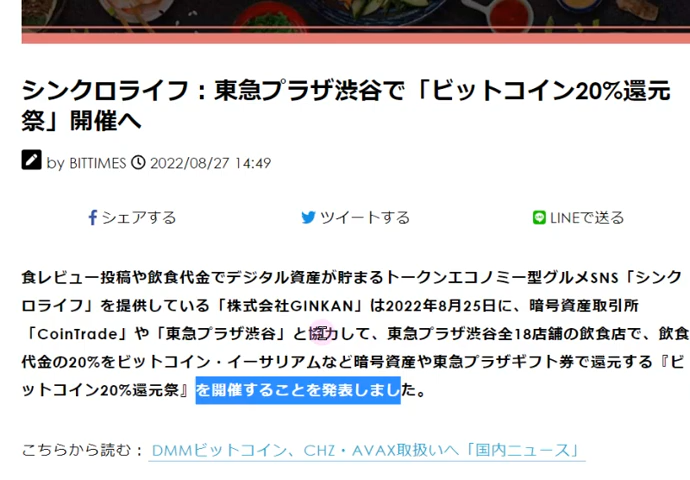 シンクロライフ：東急プラザ渋谷で「ビットコイン20%還元
祭」開催へ
by BITTIMES 2022/08/27 14:49
シェアする ツイートする LINEで送る
食レビュー投稿や飲食代金でデジタル資産が貯まるトークンエコノミー型グルメSNS「シンク
ロライフ」を提供している「株式会社GINKAN」は2022年8月25日に、暗号資産取引所
「CoinTrade」や「東急プラザ渋谷」と協力して、東急プラザ渋谷全18店舗の飲食店で、飲食
代金の20%をビットコイン・イーサリアムなど暗号資産や東急プラザギフト券で還元する『ビ
ットコイン20%還元祭』を開催することを発表しました。
こちらから読む： DMMビットコイン、CHZ・AVAX取扱いへ「国内ニュース」